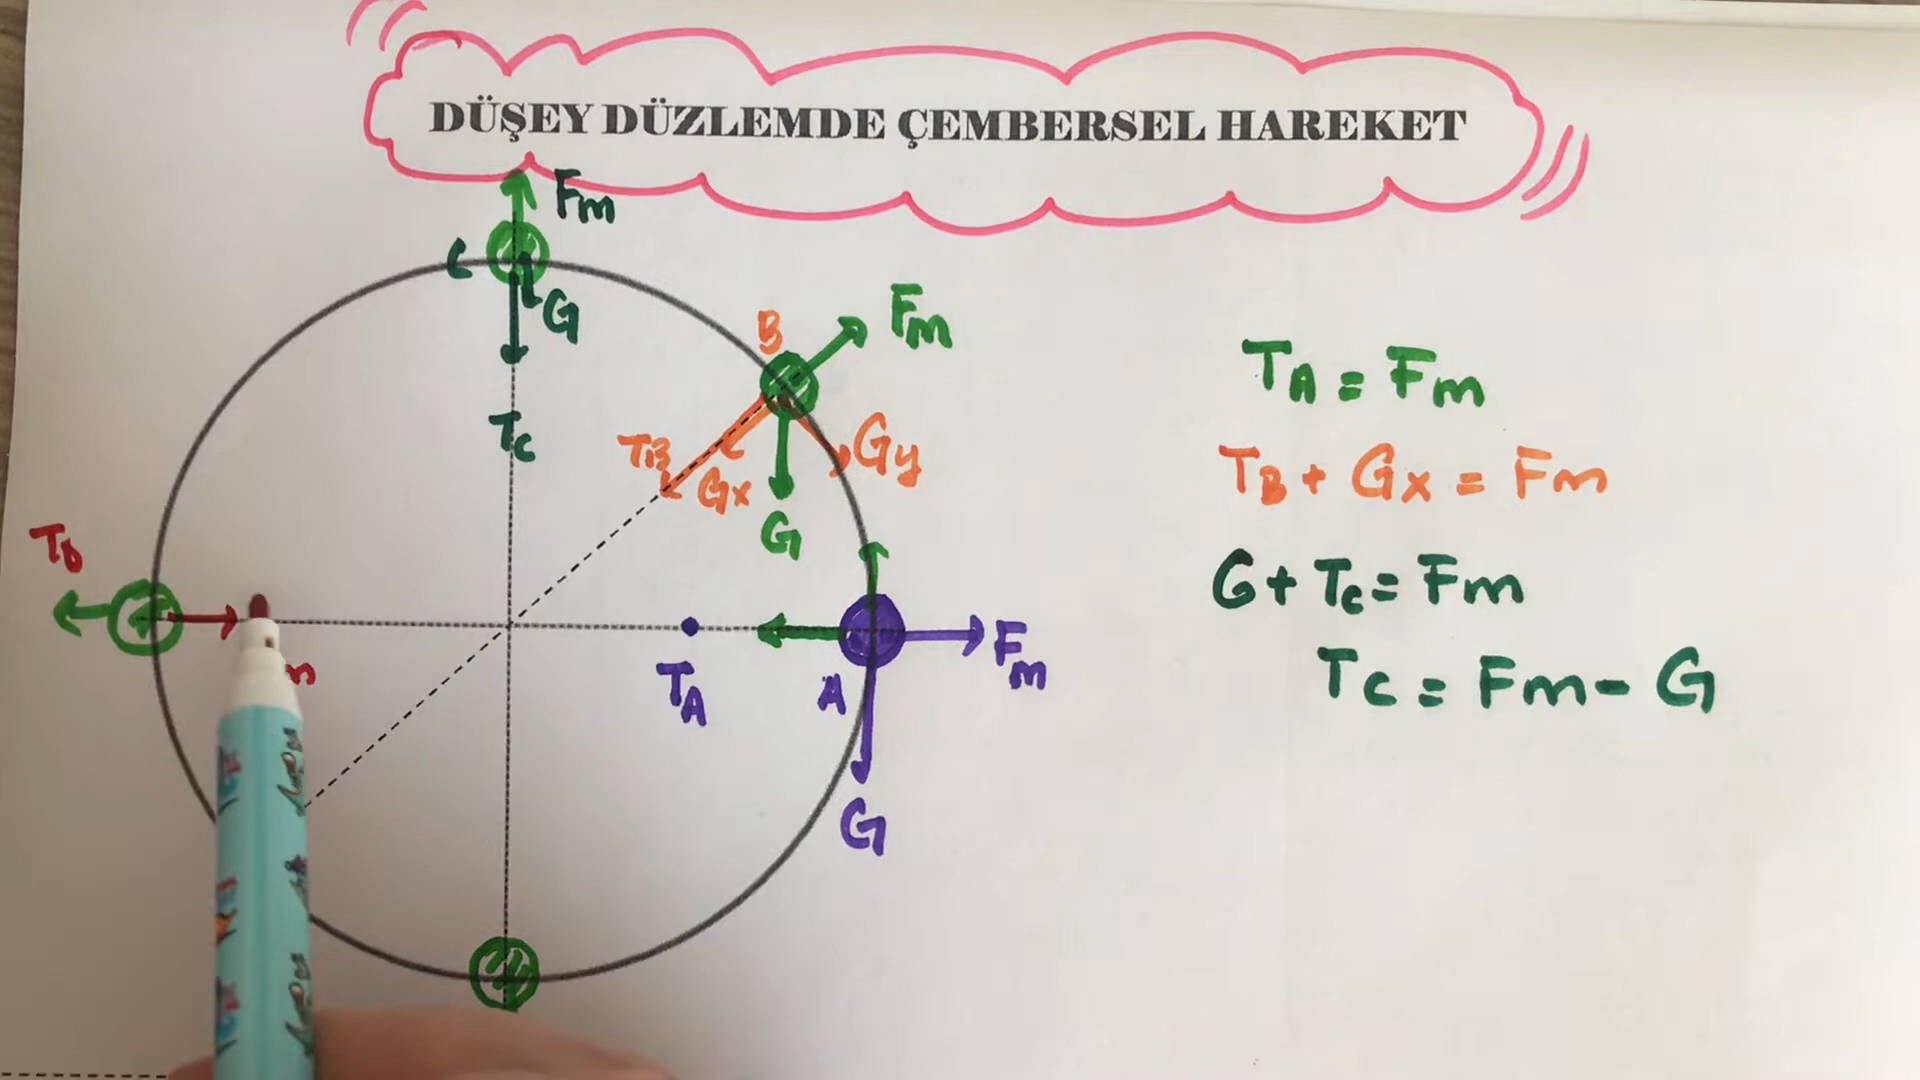 DÜŞEY DÜZLEMDE ÇEMBERSEL HAREKET
Fm
C
G
Tc
B
Fm
TB
Gx
Gy
G
TD
TA
A
Fm
G
TA = Fm
TB + Gx = Fm
G + Tc = Fm
Tc = Fm - G